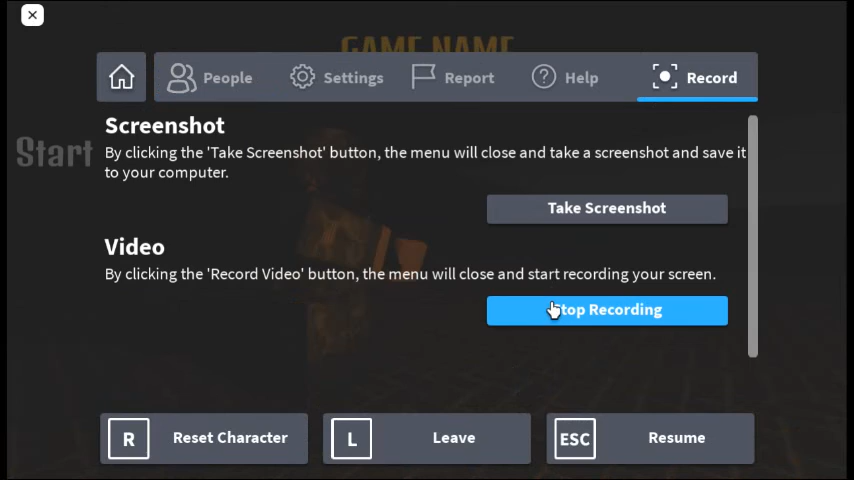 GAME NAME
People
Settings
Report
Help
Record
Start
Screenshot
By clicking the 'Take Screenshot' button, the menu will close and take a screenshot and save it
to your computer.
Take Screenshot
Video
By clicking the 'Record Video' button, the menu will close and start recording your screen.
Stop Recording
R Reset Character
L Leave
ESC Resume